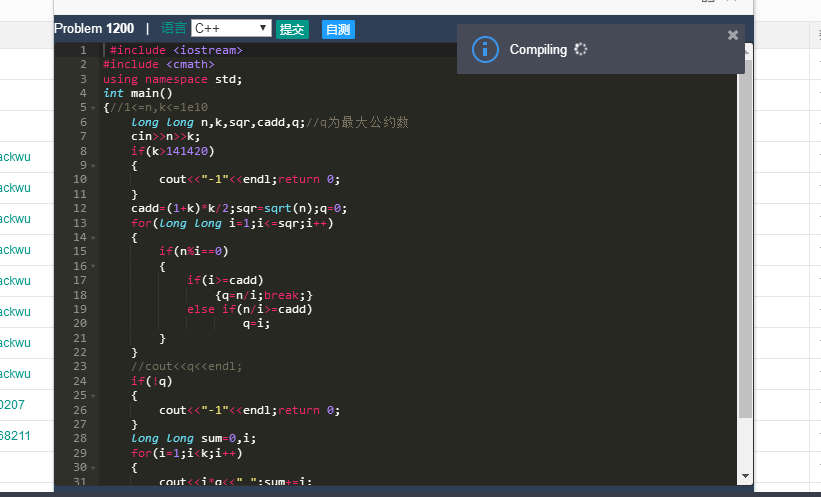 Problem 1200 | 语言 C++ 提交 自测
Compiling
1 #include <iostream>
2 #include <cmath>
3 using namespace std;
4 int main()
5 {//1<=n,k<=1e10
6 long long n,k,sqr,cadd,q;//q为最大公约数
7 cin>>n>>k;
8 if(k>141420)
9 {
10 cout<<"-1"<<endl;return 0;
11 }
12 cadd=(1+k)*k/2;sqr=sqrt(n);q=0;
13 for(long long i=1;i<=sqr;i++)
14 {
15 if(n%i==0)
16 {
17 if(i>=cadd)
18 {q=n/i;break;}
19 else if(n/i>=cadd)
20 q=i;
21 }
22 }
23 //cout<<q<<endl;
24 if(!q)
25 {
26 cout<<"-1"<<endl;return 0;
27 }
28 long long sum=0,i;
29 for(i=1;i<k;i++)
30 {
31 cout<<i*q<<" ";sum+=i;
ackwu
ackwu
ackwu
ackwu
ackwu
ackwu
ackwu
ackwu
0207
68211